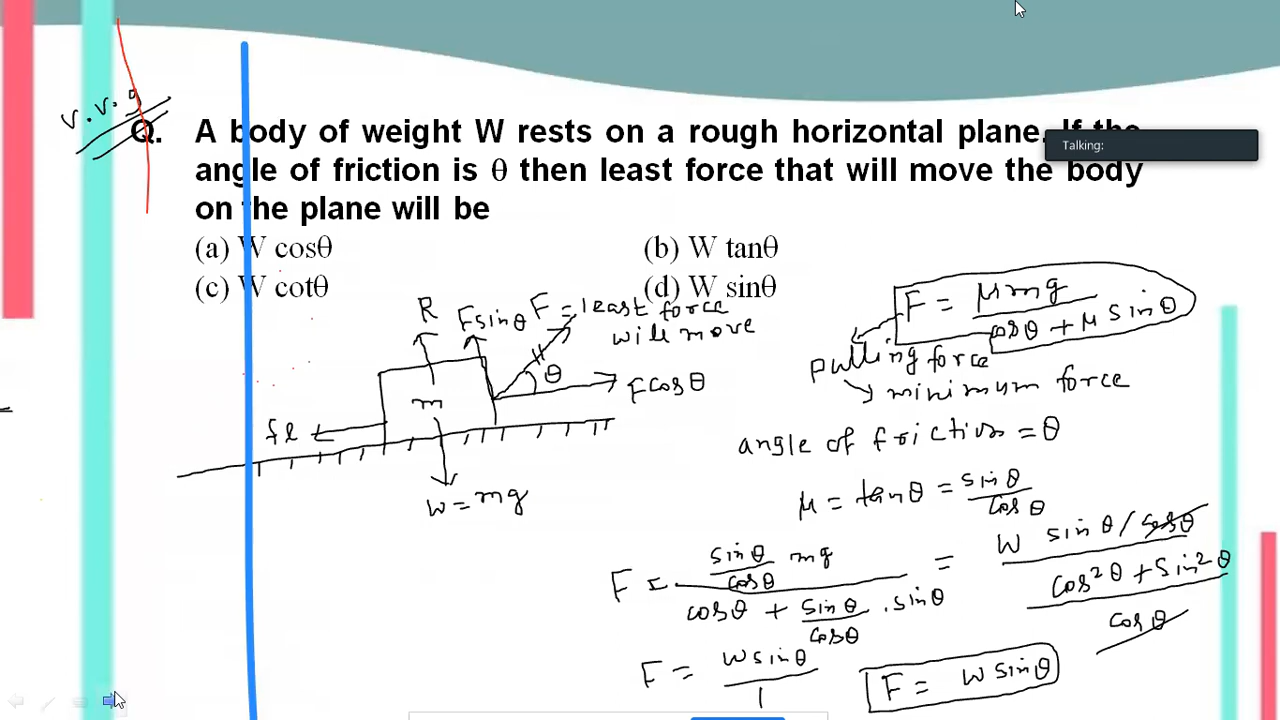 v.v.
Q. A body of weight W rests on a rough horizontal plane. If the
Talking:
angle of friction is θ then least force that will move the body
on the plane will be
(a) W cosθ (b) W tanθ
(c) W cotθ (d) W sinθ
R
Fsinθ
F = least force
will move
θ
Fcosθ
m
fl
W = mg
F = μmg / cosθ + μ sinθ
pulling force
→ minimum force
angle of friction = θ
μ = tanθ = sinθ / cosθ
F = sinθ/cosθ mg / cosθ + sinθ/cosθ . sinθ = W sinθ / cosθ / cos²θ + sin²θ / cosθ
F = W sinθ / 1
F = W sinθ